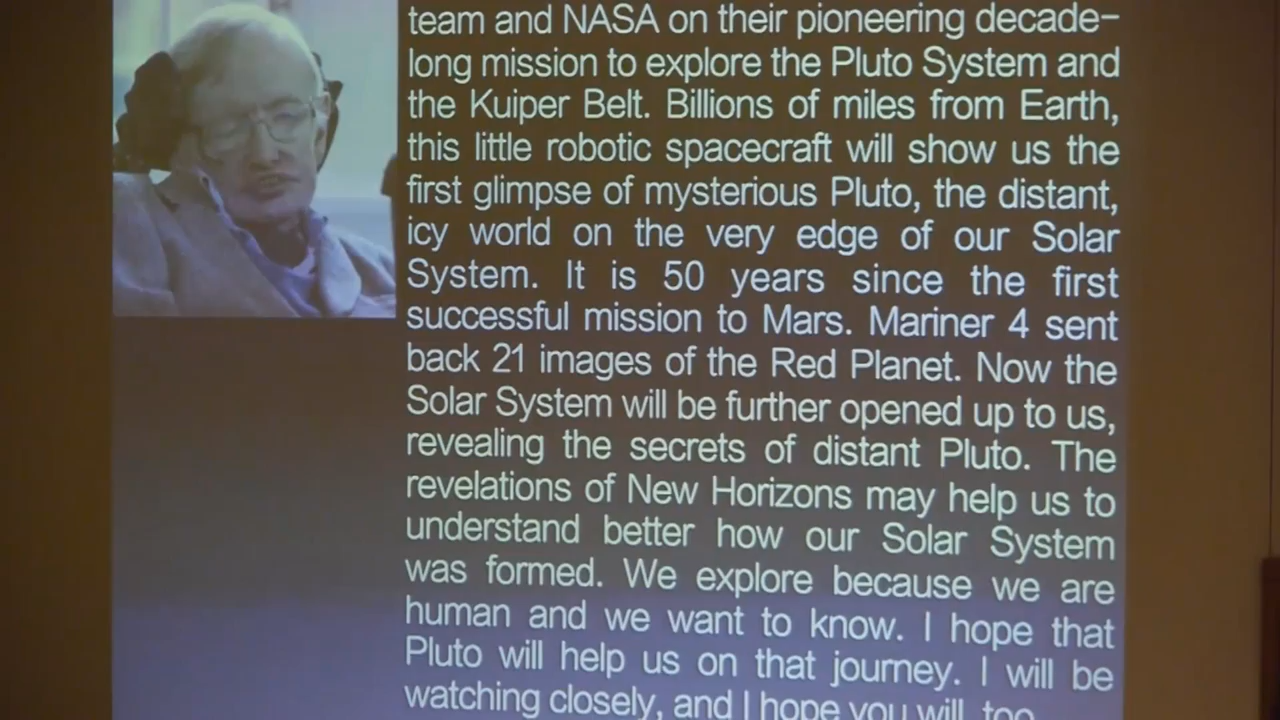 team and NASA on their pioneering decade-
long mission to explore the Pluto System and
the Kuiper Belt. Billions of miles from Earth,
this little robotic spacecraft will show us the
first glimpse of mysterious Pluto, the distant,
icy world on the very edge of our Solar
System. It is 50 years since the first
successful mission to Mars. Mariner 4 sent
back 21 images of the Red Planet. Now the
Solar System will be further opened up to us,
revealing the secrets of distant Pluto. The
revelations of New Horizons may help us to
understand better how our Solar System
was formed. We explore because we are
human and we want to know. I hope that
Pluto will help us on that journey. I will be
watching closely, and I hope you will, too